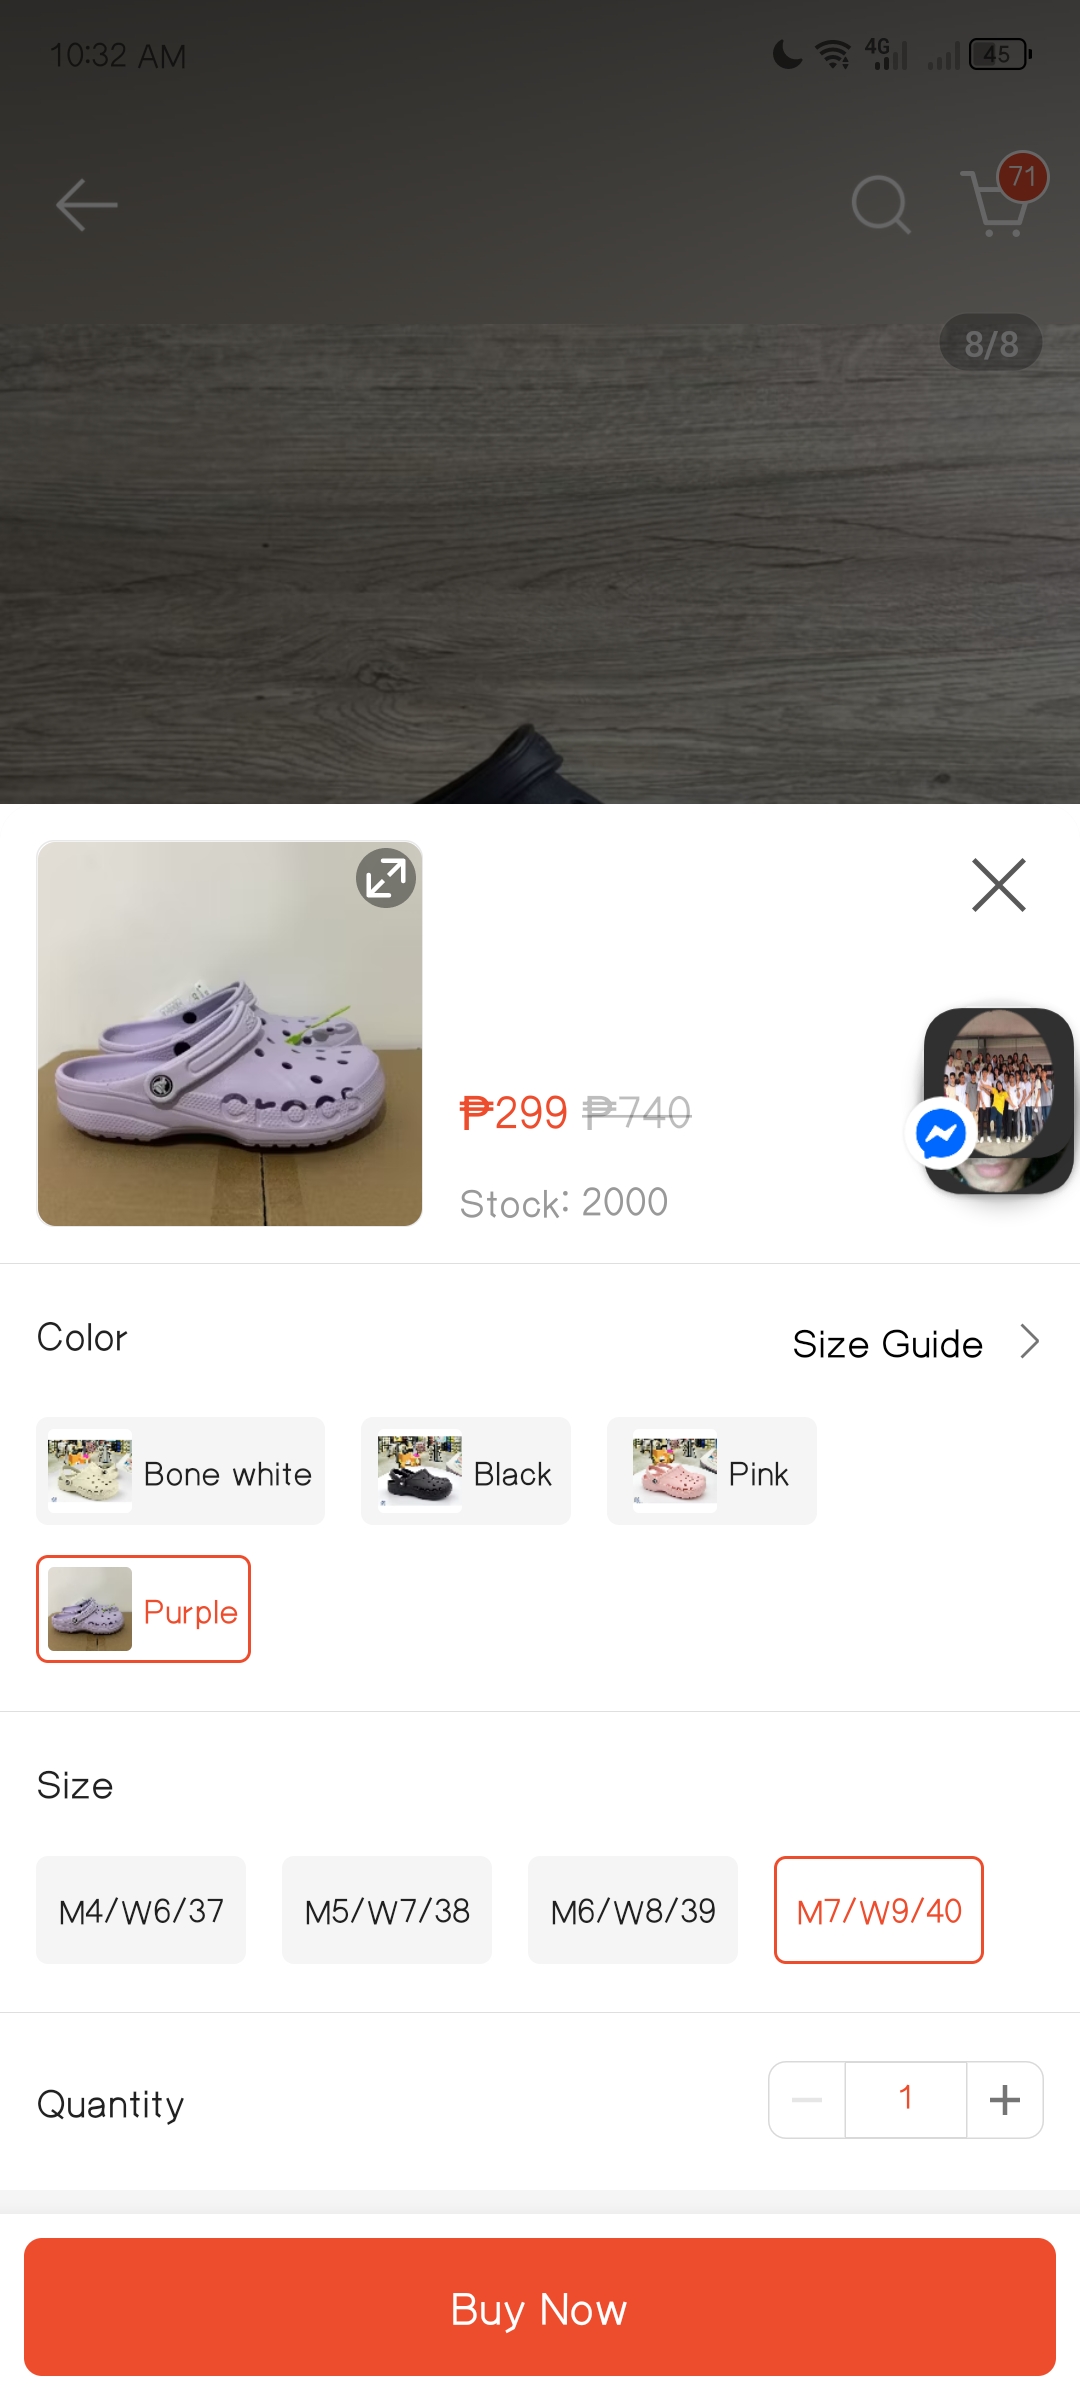 10:32 AM
4G
45
71
8/8
crocs
₱299 ₱740
Stock: 2000
Color
Size Guide
Bone white
Black
Pink
Purple
Size
M4/W6/37
M5/W7/38
M6/W8/39
M7/W9/40
Quantity
1
Buy Now